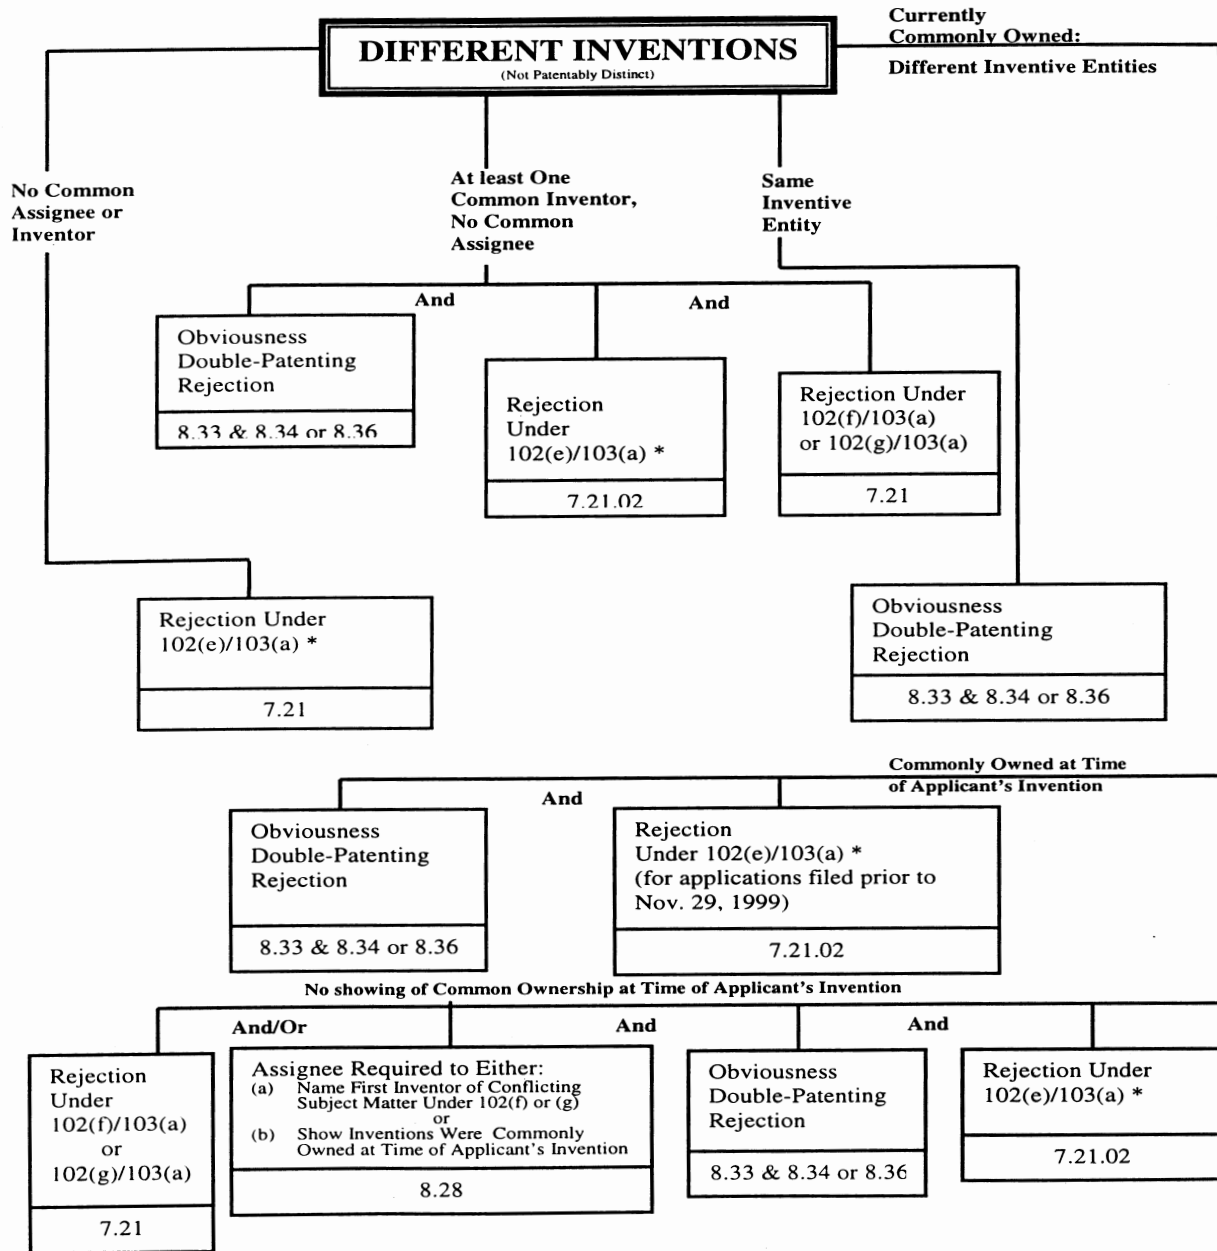 Currently
Commonly Owned:
Different Inventive Entities
DIFFERENT INVENTIONS
(Not Patentably Distinct)
No Common
Assignee or
Inventor
At least One
Common Inventor,
No Common
Assignee
Same
Inventive
Entity
And
And
Obviousness
Double-Patenting
Rejection
8.33 & 8.34 or 8.36
Rejection
Under
102(e)/103(a) *
7.21.02
Rejection Under
102(f)/103(a)
or 102(g)/103(a)
7.21
Rejection Under
102(e)/103(a) *
7.21
Obviousness
Double-Patenting
Rejection
8.33 & 8.34 or 8.36
Commonly Owned at Time
of Applicant's Invention
And
Obviousness
Double-Patenting
Rejection
8.33 & 8.34 or 8.36
Rejection
Under 102(e)/103(a) *
(for applications filed prior to
Nov. 29, 1999)
7.21.02
No showing of Common Ownership at Time of Applicant's Invention
And/Or
And
And
Rejection
Under
102(f)/103(a)
or
102(g)/103(a)
7.21
Assignee Required to Either:
(a) Name First Inventor of Conflicting
Subject Matter Under 102(f) or (g)
or
(b) Show Inventions Were Commonly
Owned at Time of Applicant's Invention
8.28
Obviousness
Double-Patenting
Rejection
8.33 & 8.34 or 8.36
Rejection Under
102(e)/103(a) *
7.21.02